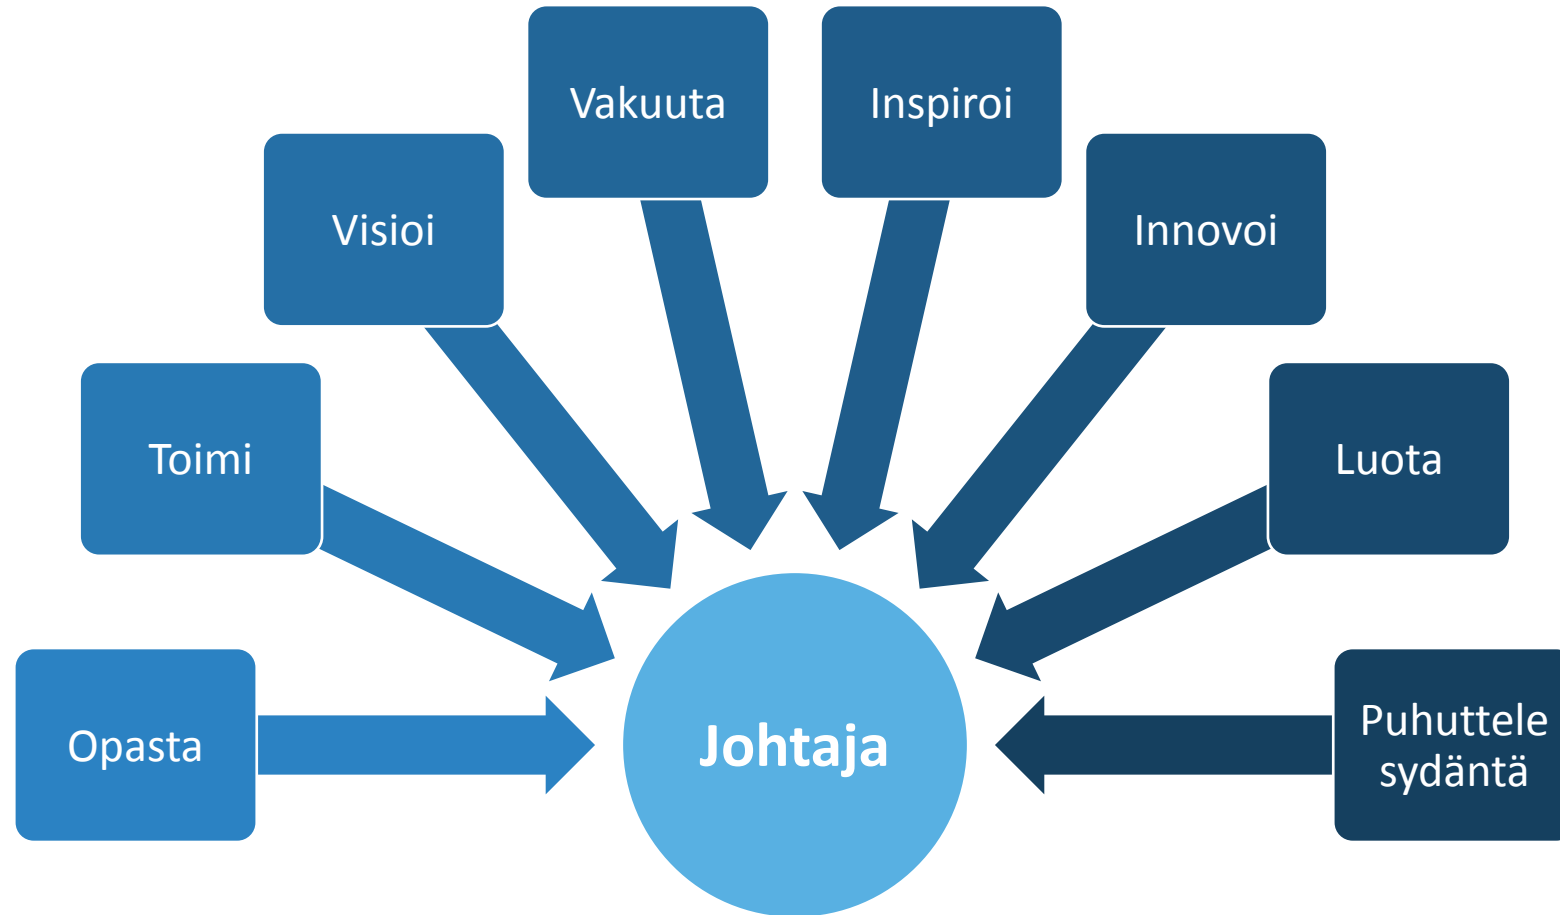 Vakuuta
Inspiroi
Visioi
Innovoi
Toimi
Luota
Opasta
Johtaja
Puhuttele
sydäntä